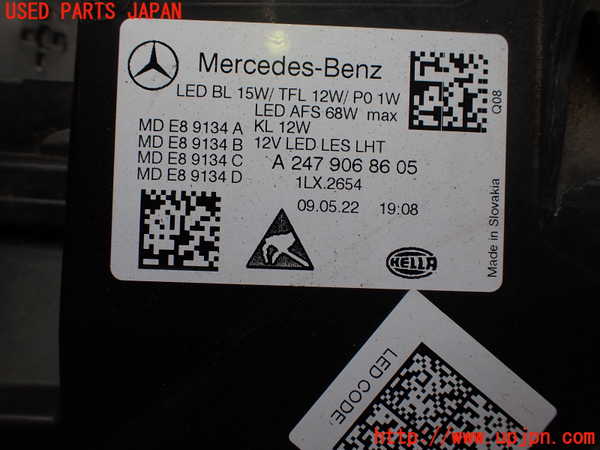 USED PARTS JAPAN
Mercedes-Benz
LED BL 15W/ TFL 12W/ PO 1W
LED AFS 68W max
KL 12W
12V LED LES LHT
MD E8 9134 A
MD E8 9134 B
MD E8 9134 C
MD E8 9134 D
A 247 906 86 05
1LX.2654
09.05.22 19:08
HELLA
Q08
Made in Slovakia
LED CODE:
http://www.upjpn.com/